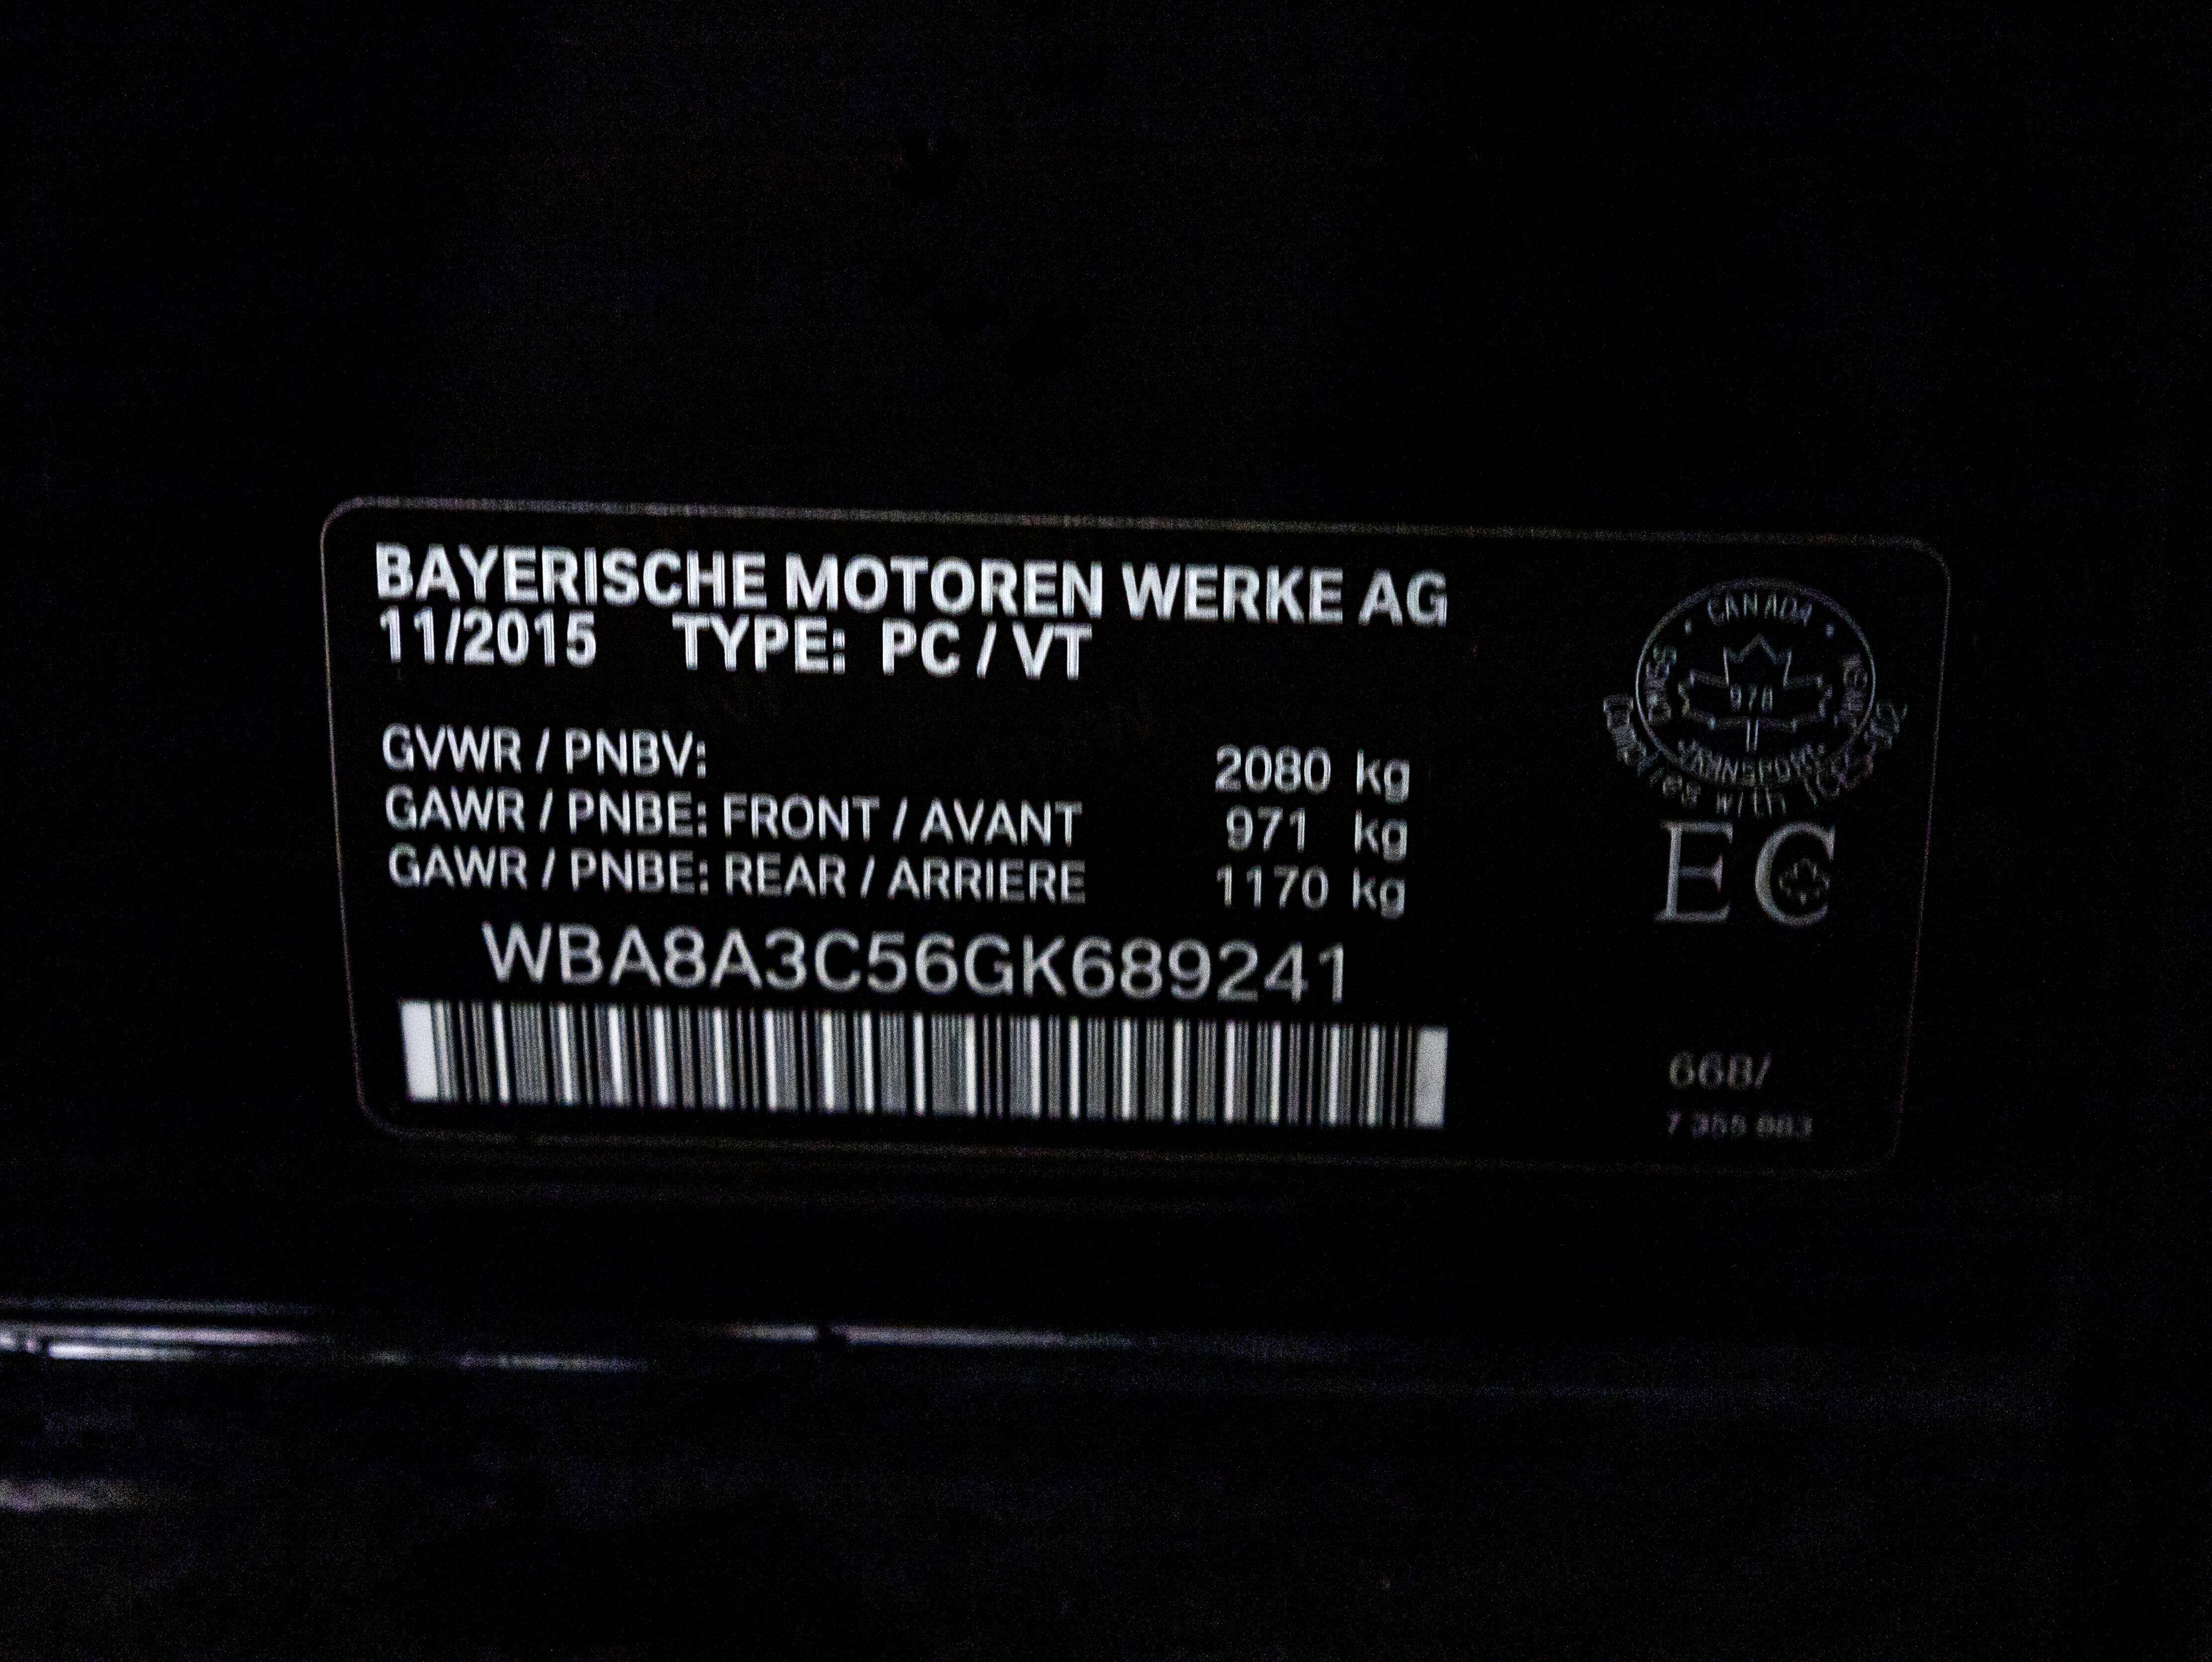 BAYERISCHE MOTOREN WERKE AG
11/2015 TYPE: PC / VT
GVWR / PNBV: 2080 kg
GAWR / PNBE: FRONT / AVANT 971 kg
GAWR / PNBE: REAR / ARRIERE 1170 kg
WBA8A3C56GK689241
CANADA
TRANSPORT
EC
668/